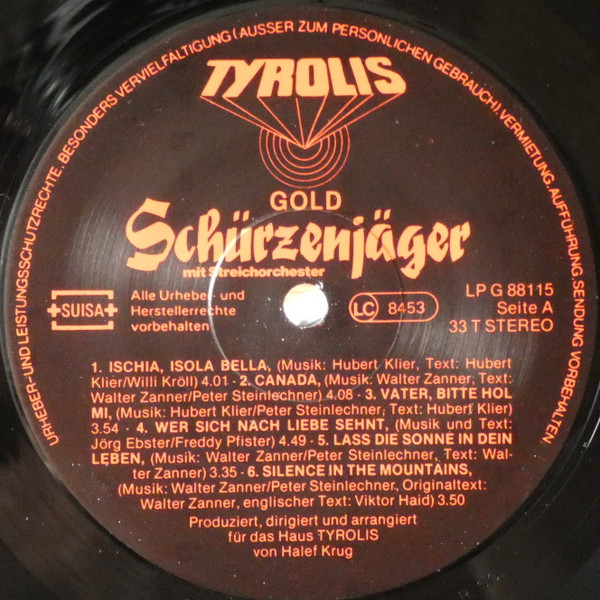 URHEBER- UND LEISTUNGSSCHUTZRECHTE, BESONDERS VERVIELFÄLTIGUNG (AUSSER ZUM PERSÖNLICHEN GEBRAUCH), VERMIETUNG, AUFFÜHRUNG, SENDUNG VORBEHALTEN.
TYROLIS
GOLD
Schürzenjäger
mit Streichorchester
SUISA
Alle Urheber- und
Herstellerrechte
vorbehalten
LC 8453
LP G 88115
Seite A
33 T STEREO
1. ISCHIA, ISOLA BELLA, (Musik: Hubert Klier, Text: Hubert
Klier/Willi Kröll) 4.01 - 2. CANADA, (Musik: Walter Zanner, Text:
Walter Zanner/Peter Steinlechner) 4.08 - 3. VATER, BITTE HOL
MI, (Musik: Hubert Klier/Peter Steinlechner, Text: Hubert Klier)
3.54 - 4. WER SICH NACH LIEBE SEHNT, (Musik und Text:
Jörg Ebster/Freddy Pfister) 4.49 - 5. LASS DIE SONNE IN DEIN
LEBEN, (Musik: Walter Zanner/Peter Steinlechner, Text: Wal-
ter Zanner) 3.35 - 6. SILENCE IN THE MOUNTAINS,
(Musik: Walter Zanner/Peter Steinlechner, Originaltext:
Walter Zanner, englischer Text: Viktor Haid) 3.50
Produziert, dirigiert und arrangiert
für das Haus TYROLIS
von Halef Krug